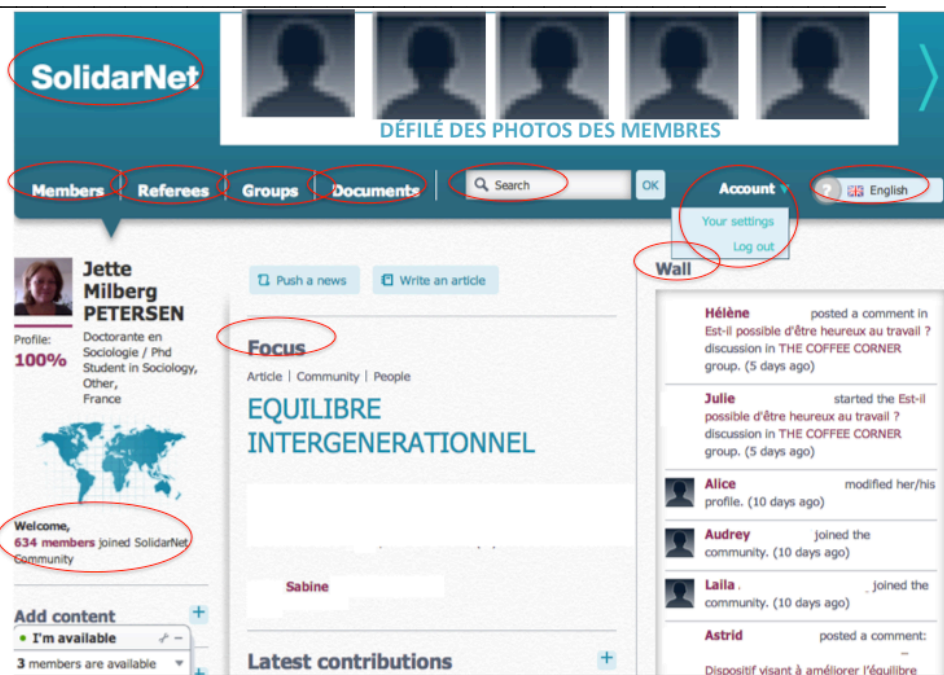 SolidarNet
DÉFILÉ DES PHOTOS DES MEMBRES
Members
Referees
Groups
Documents
Search
OK
Account
? English
Your settings
Log out
Jette
Milberg
PETERSEN
Profile:
100%
Doctorante en
Sociologie / Phd
Student in Sociology,
Other,
France
Welcome,
634 members joined SolidarNet
Community
Add content
I'm available
3 members are available
Push a news
Write an article
Focus
Article | Community | People
EQUILIBRE
INTERGENERATIONNEL
Sabine
Latest contributions
Wall
Hélène posted a comment in
Est-il possible d'être heureux au travail ?
discussion in THE COFFEE CORNER
group. (5 days ago)
Julie started the Est-il
possible d'être heureux au travail ?
discussion in THE COFFEE CORNER
group. (5 days ago)
Alice modified her/his
profile. (10 days ago)
Audrey joined the
community. (10 days ago)
Laila joined the
community. (10 days ago)
Astrid posted a comment:
Dispositif visant à améliorer l'équilibre